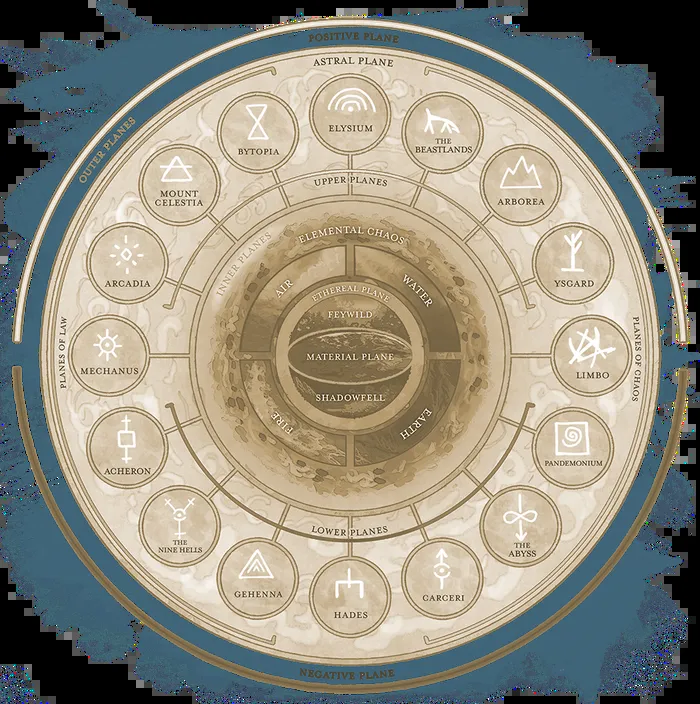 POSITIVE PLANE
OUTER PLANES
ASTRAL PLANE
ELYSIUM
THE
BEASTLANDS
ARBOREA
YSGARD
LIMBO
PANDEMONIUM
THE
ABYSS
CARCERI
HADES
GEHENNA
THE
NINE HELLS
ACHERON
MECHANUS
ARCADIA
MOUNT
CELESTIA
BYTOPIA
PLANES OF LAW
PLANES OF CHAOS
UPPER PLANES
INNER PLANES
ELEMENTAL CHAOS
AIR
WATER
ETHEREAL PLANE
FEYWILD
MATERIAL PLANE
SHADOWFELL
FIRE
EARTH
LOWER PLANES
NEGATIVE PLANE